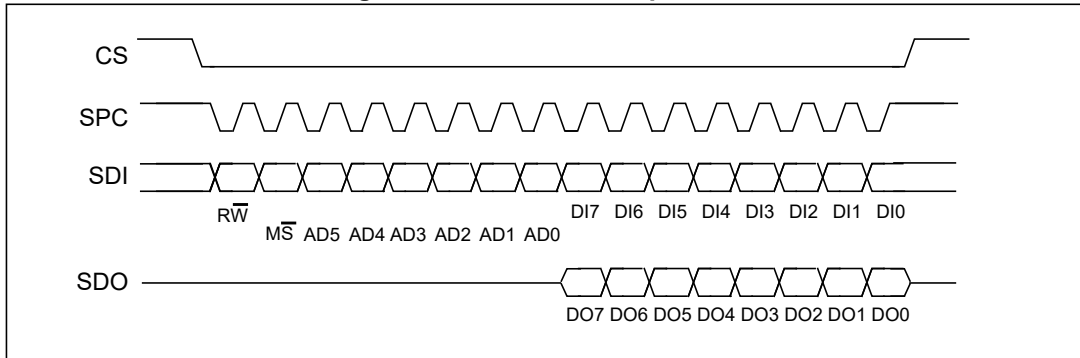 CS
SPC
SDI
RW̅ DI7 DI6 DI5 DI4 DI3 DI2 DI1 DI0
MS̅ AD5 AD4 AD3 AD2 AD1 AD0
SDO
DO7 DO6 DO5 DO4 DO3 DO2 DO1 DO0